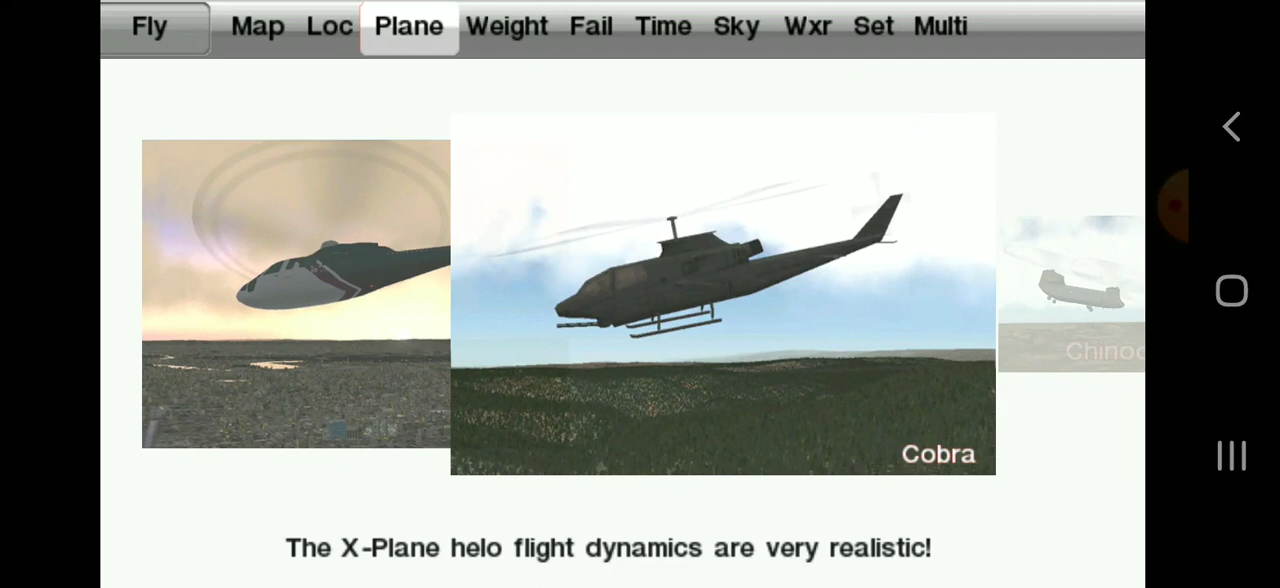 Fly Map Loc Plane Weight Fail Time Sky Wxr Set Multi
Cobra
The X-Plane helo flight dynamics are very realistic!